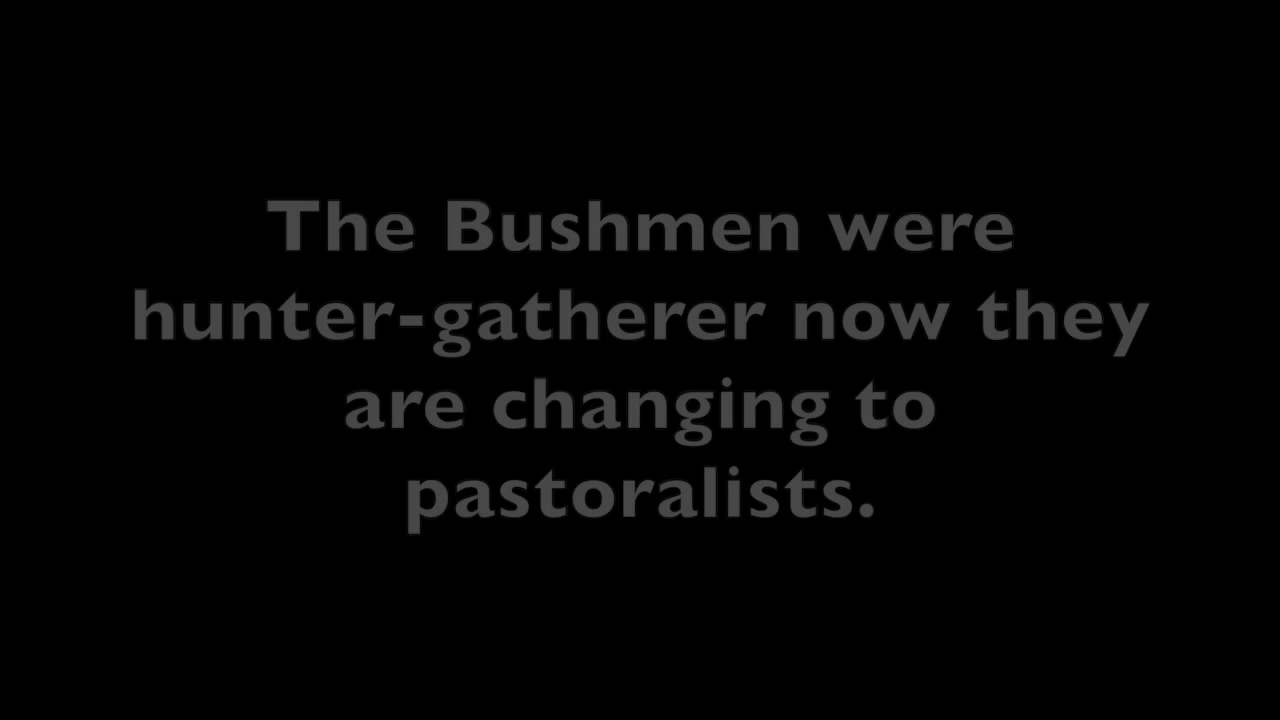 The Bushmen were
hunter-gatherer now they
are changing to
pastoralists.